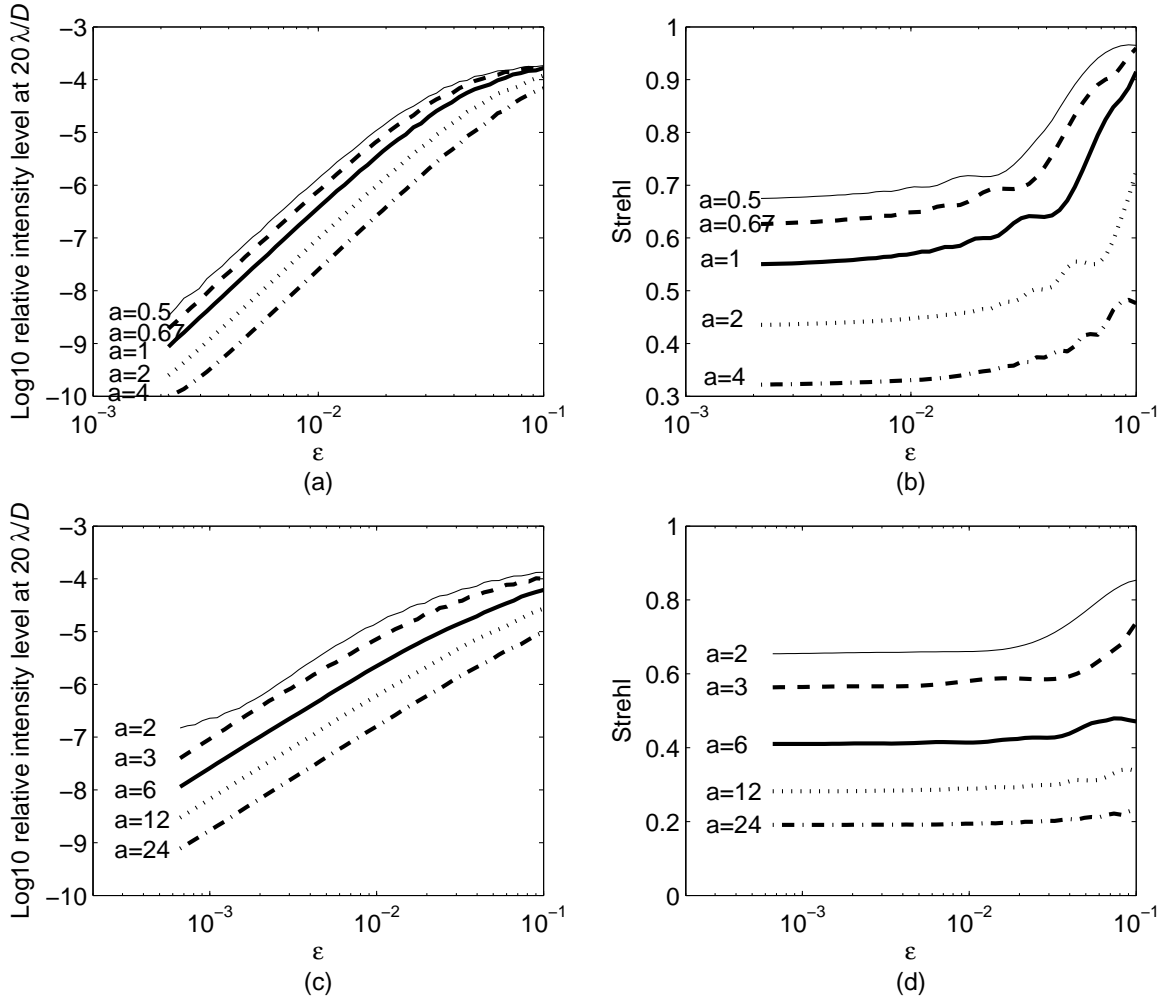 Log10 relative intensity level at 20 λ/D
−3
−4
−5
−6
−7
−8
−9
−10
a=0.5
a=0.67
a=1
a=2
a=4
10⁻³
10⁻²
10⁻¹
ε
(a)
Strehl
1
0.9
0.8
0.7
0.6
0.5
0.4
0.3
a=0.5
a=0.67
a=1
a=2
a=4
10⁻³
10⁻²
10⁻¹
ε
(b)
Log10 relative intensity level at 20 λ/D
−3
−4
−5
−6
−7
−8
−9
−10
a=2
a=3
a=6
a=12
a=24
10⁻³
10⁻²
10⁻¹
ε
(c)
Strehl
1
0.8
0.6
0.4
0.2
0
a=2
a=3
a=6
a=12
a=24
10⁻³
10⁻²
10⁻¹
ε
(d)